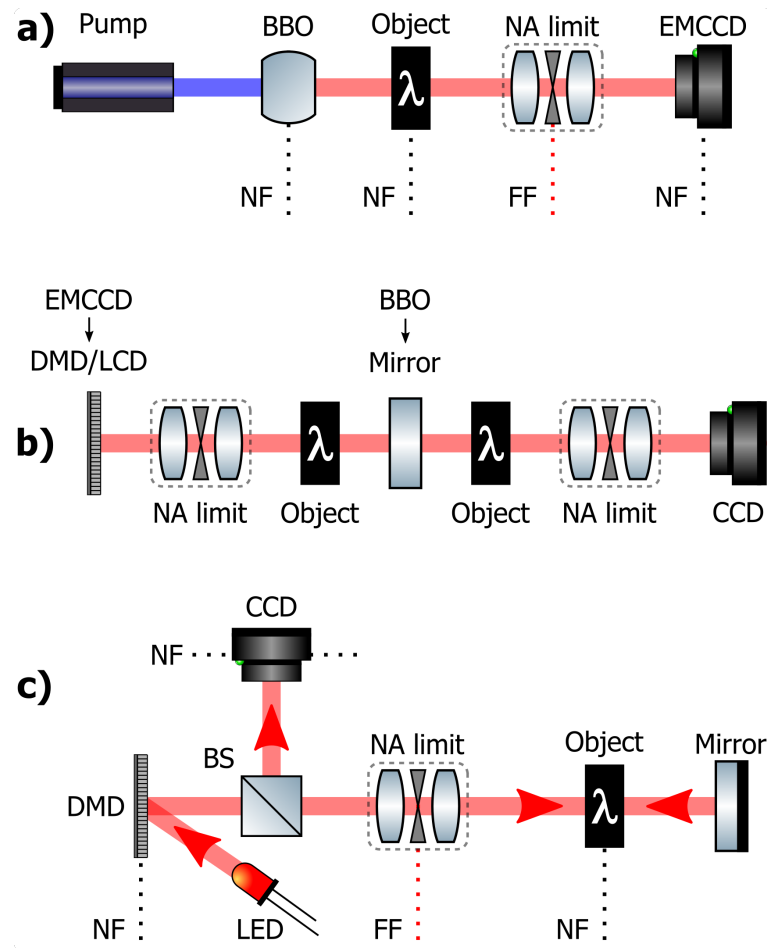 a)
Pump
BBO
Object
NA limit
EMCCD
λ
NF
NF
FF
NF
EMCCD
BBO
DMD/LCD
Mirror
b)
λ
λ
NA limit
Object
Object
NA limit
CCD
CCD
NF
c)
BS
NA limit
Object
Mirror
DMD
λ
LED
NF
FF
NF